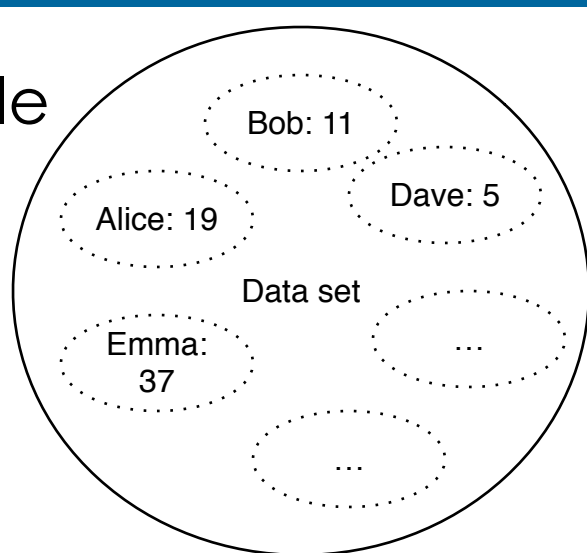 le
Bob: 11
Dave: 5
Alice: 19
Data set
Emma:
37
...
...